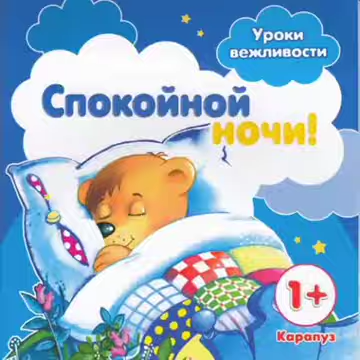 Уроки
вежливости
Спокойной
ночи!
1+
Карапуз